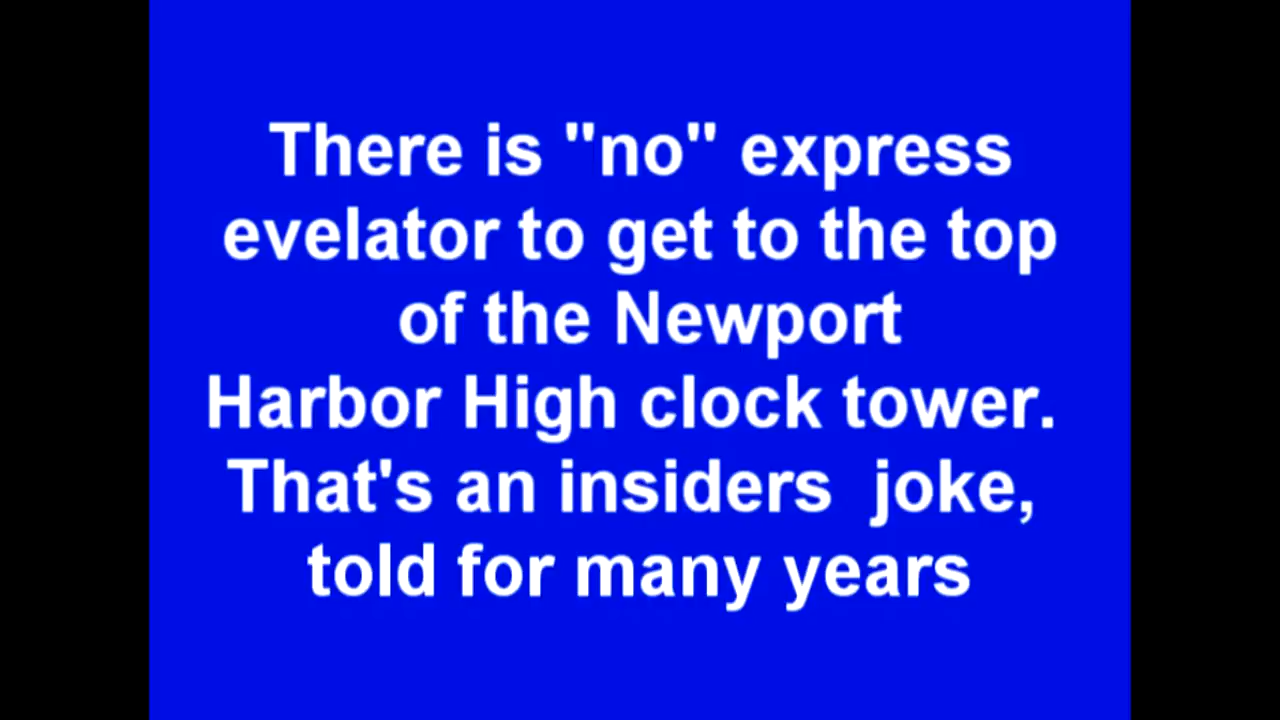 There is "no" express
evelator to get to the top
of the Newport
Harbor High clock tower.
That's an insiders  joke,
told for many years